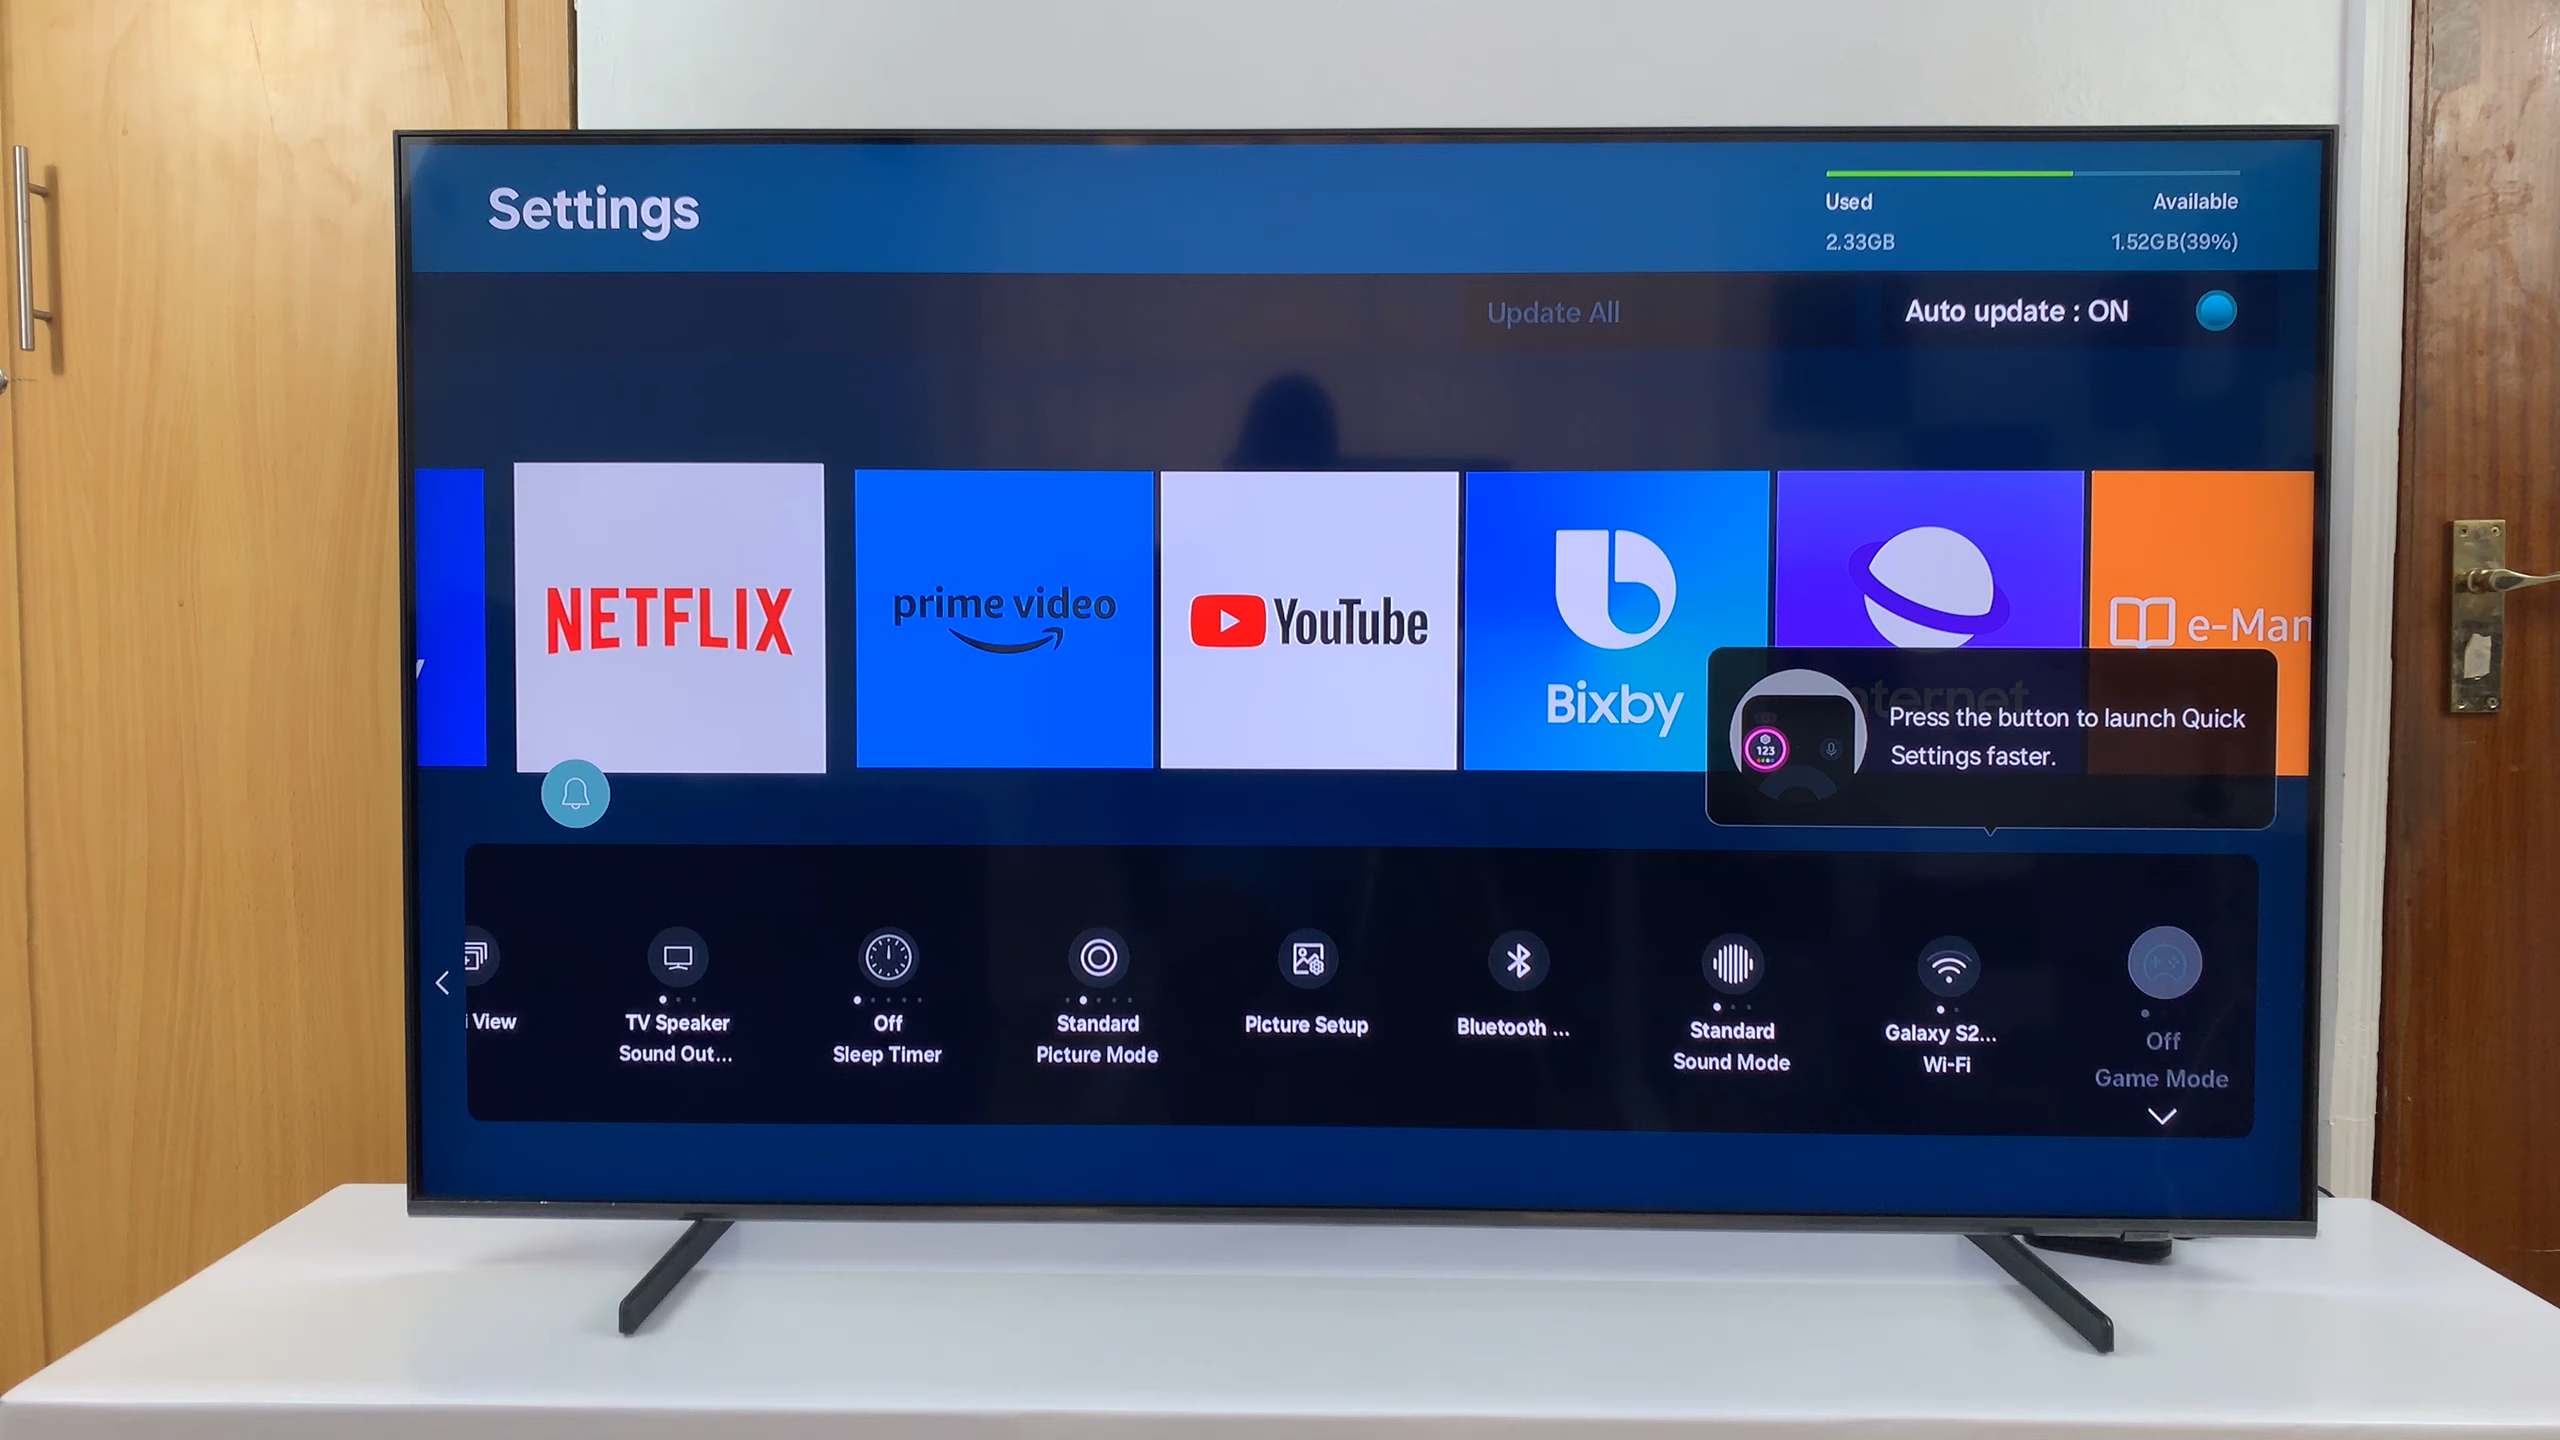 Settings
Used
Available
2.33GB
1.52GB(39%)
Update All
Auto update : ON
NETFLIX
prime video
YouTube
Bixby
nternet
e-Man
123
Press the button to launch Quick
Settings faster.
i View
TV Speaker
Sound Out...
Off
Sleep Timer
Standard
Picture Mode
Picture Setup
Bluetooth ...
Standard
Sound Mode
Galaxy S2...
Wi-Fi
Off
Game Mode